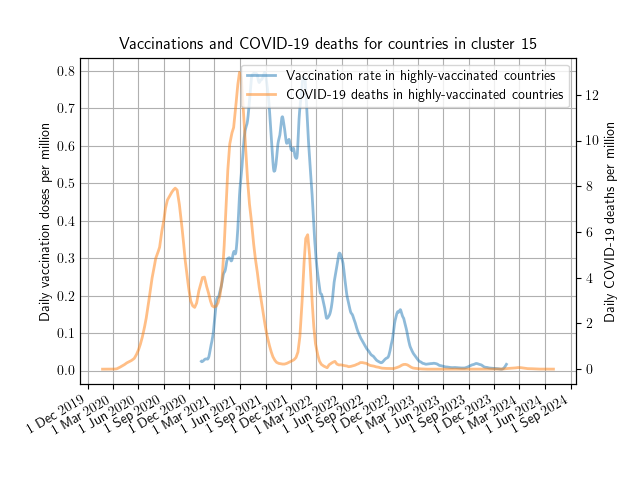 Vaccinations and COVID-19 deaths for countries in cluster 15
Vaccination rate in highly-vaccinated countries
COVID-19 deaths in highly-vaccinated countries
Daily vaccination doses per million
0.8
0.7
0.6
0.5
0.4
0.3
0.2
0.1
0.0
Daily COVID-19 deaths per million
12
10
8
6
4
2
0
1 Dec 2019
1 Mar 2020
1 Jun 2020
1 Sep 2020
1 Dec 2020
1 Mar 2021
1 Jun 2021
1 Sep 2021
1 Dec 2021
1 Mar 2022
1 Jun 2022
1 Sep 2022
1 Dec 2022
1 Mar 2023
1 Jun 2023
1 Sep 2023
1 Dec 2023
1 Mar 2024
1 Jun 2024
1 Sep 2024